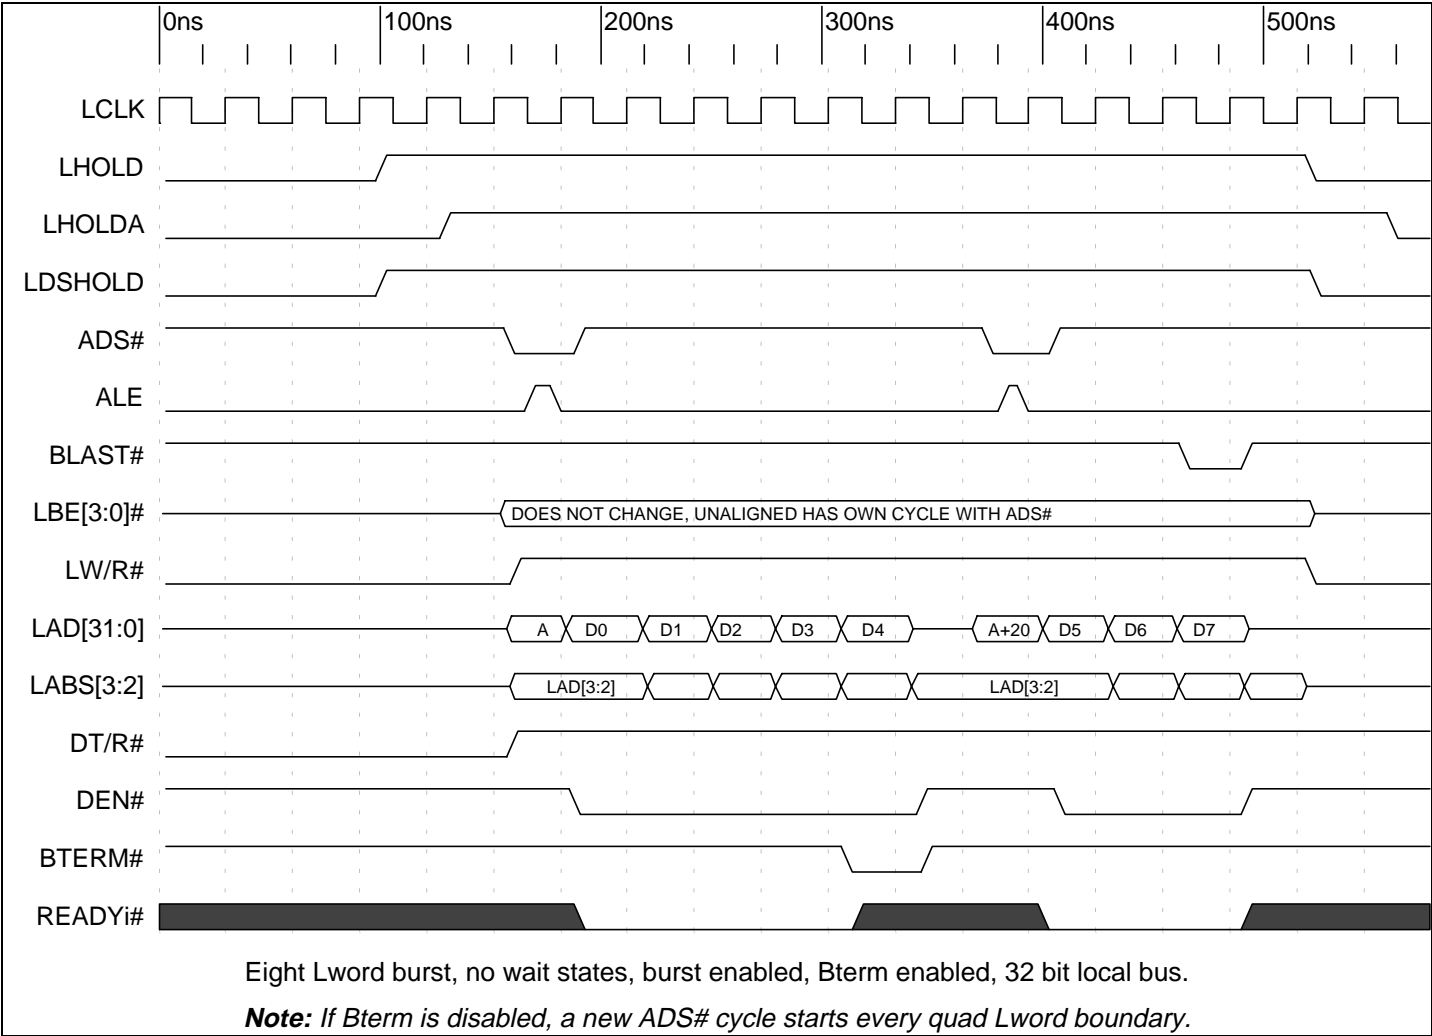 0ns 100ns 200ns 300ns 400ns 500ns
LCLK
LHOLD
LHOLDA
LDSHOLD
ADS#
ALE
BLAST#
LBE[3:0]# DOES NOT CHANGE, UNALIGNED HAS OWN CYCLE WITH ADS#
LW/R#
LAD[31:0] A D0 D1 D2 D3 D4 A+20 D5 D6 D7
LABS[3:2] LAD[3:2] LAD[3:2]
DT/R#
DEN#
BTERM#
READYi#
Eight Lword burst, no wait states, burst enabled, Bterm enabled, 32 bit local bus.
Note: If Bterm is disabled, a new ADS# cycle starts every quad Lword boundary.